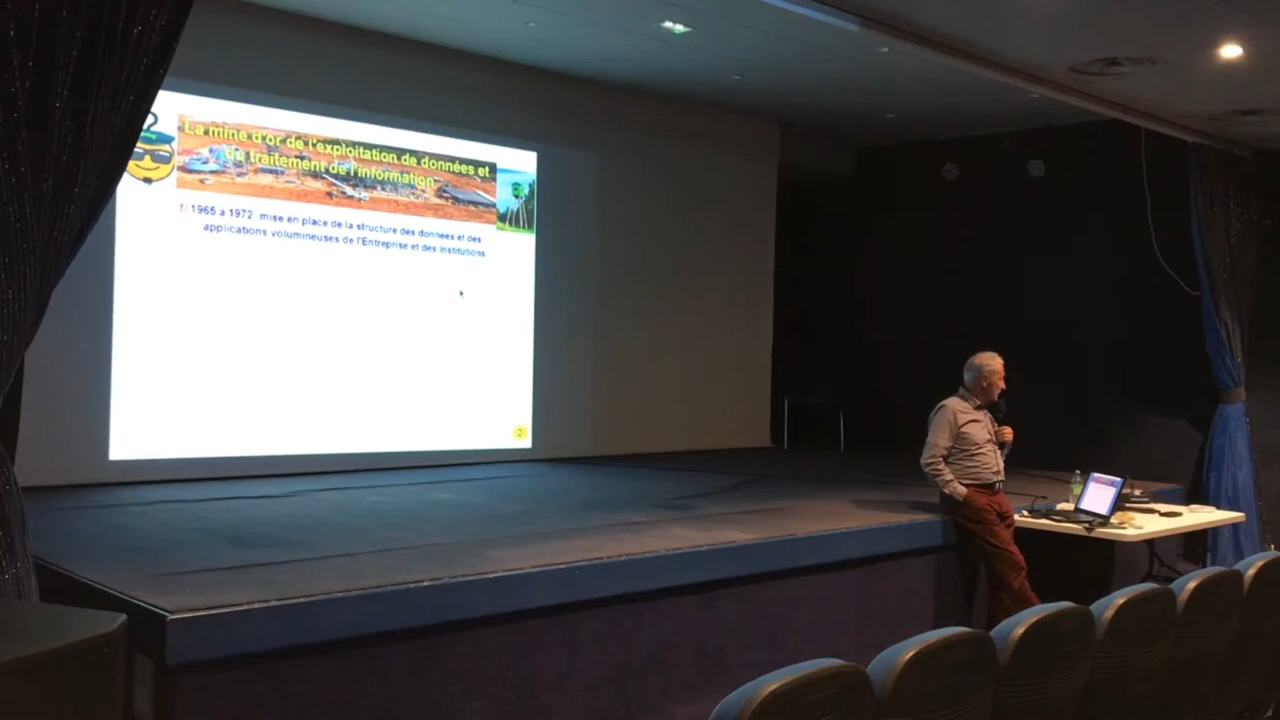 La mine d'or de l'exploitation de données et
du traitement de l'information
1/ 1965 à 1972 mise en place de la structure des données et des
applications volumineuses de l'Entreprise et des Institutions
2